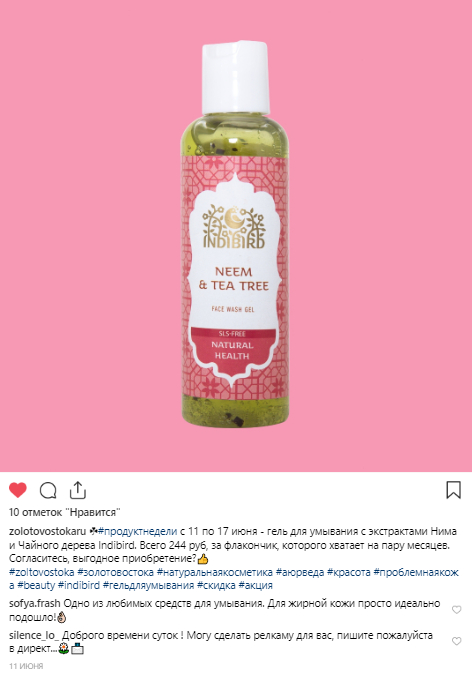 INDIBIRD
NEEM
& TEA TREE
FACE WASH GEL
SLS-FREE
NATURAL
HEALTH
10 отметок "Нравится"
zolotovostokaru ☘#продуктнедели с 11 по 17 июня - гель для умывания с экстрактами Нима
и Чайного дерева Indibird. Всего 244 руб, за флакончик, которого хватает на пару месяцев.
Согласитесь, выгодное приобретение?👍
#zoltovostoka #золотовостока #натуральнаякосметика #аюрведа #красота #проблемнаякож
а #beauty #indibird #гельдляумывания #скидка #акция
sofya.frash Одно из любимых средств для умывания. Для жирной кожи просто идеально
подошло!👌
silence_lo_ Доброго времени суток ! Могу сделать релкаму для вас, пишите пожалуйста
в директ...
11 ИЮНЯ